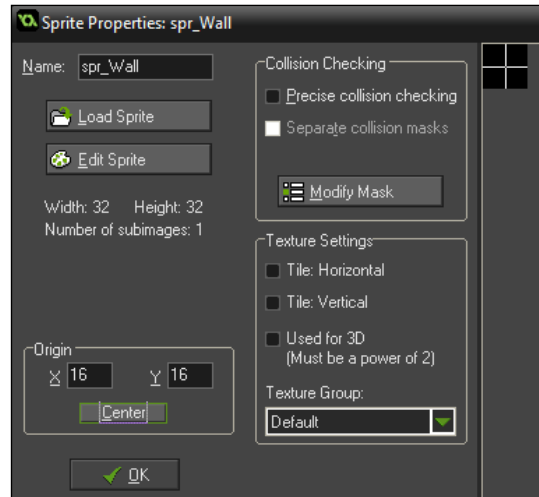 Sprite Properties: spr_Wall
Name: spr_Wall
Load Sprite
Edit Sprite
Width: 32 Height: 32
Number of subimages: 1
Origin
X 16 Y 16
Center
OK
Collision Checking
Precise collision checking
Separate collision masks
Modify Mask
Texture Settings
Tile: Horizontal
Tile: Vertical
Used for 3D
(Must be a power of 2)
Texture Group:
Default